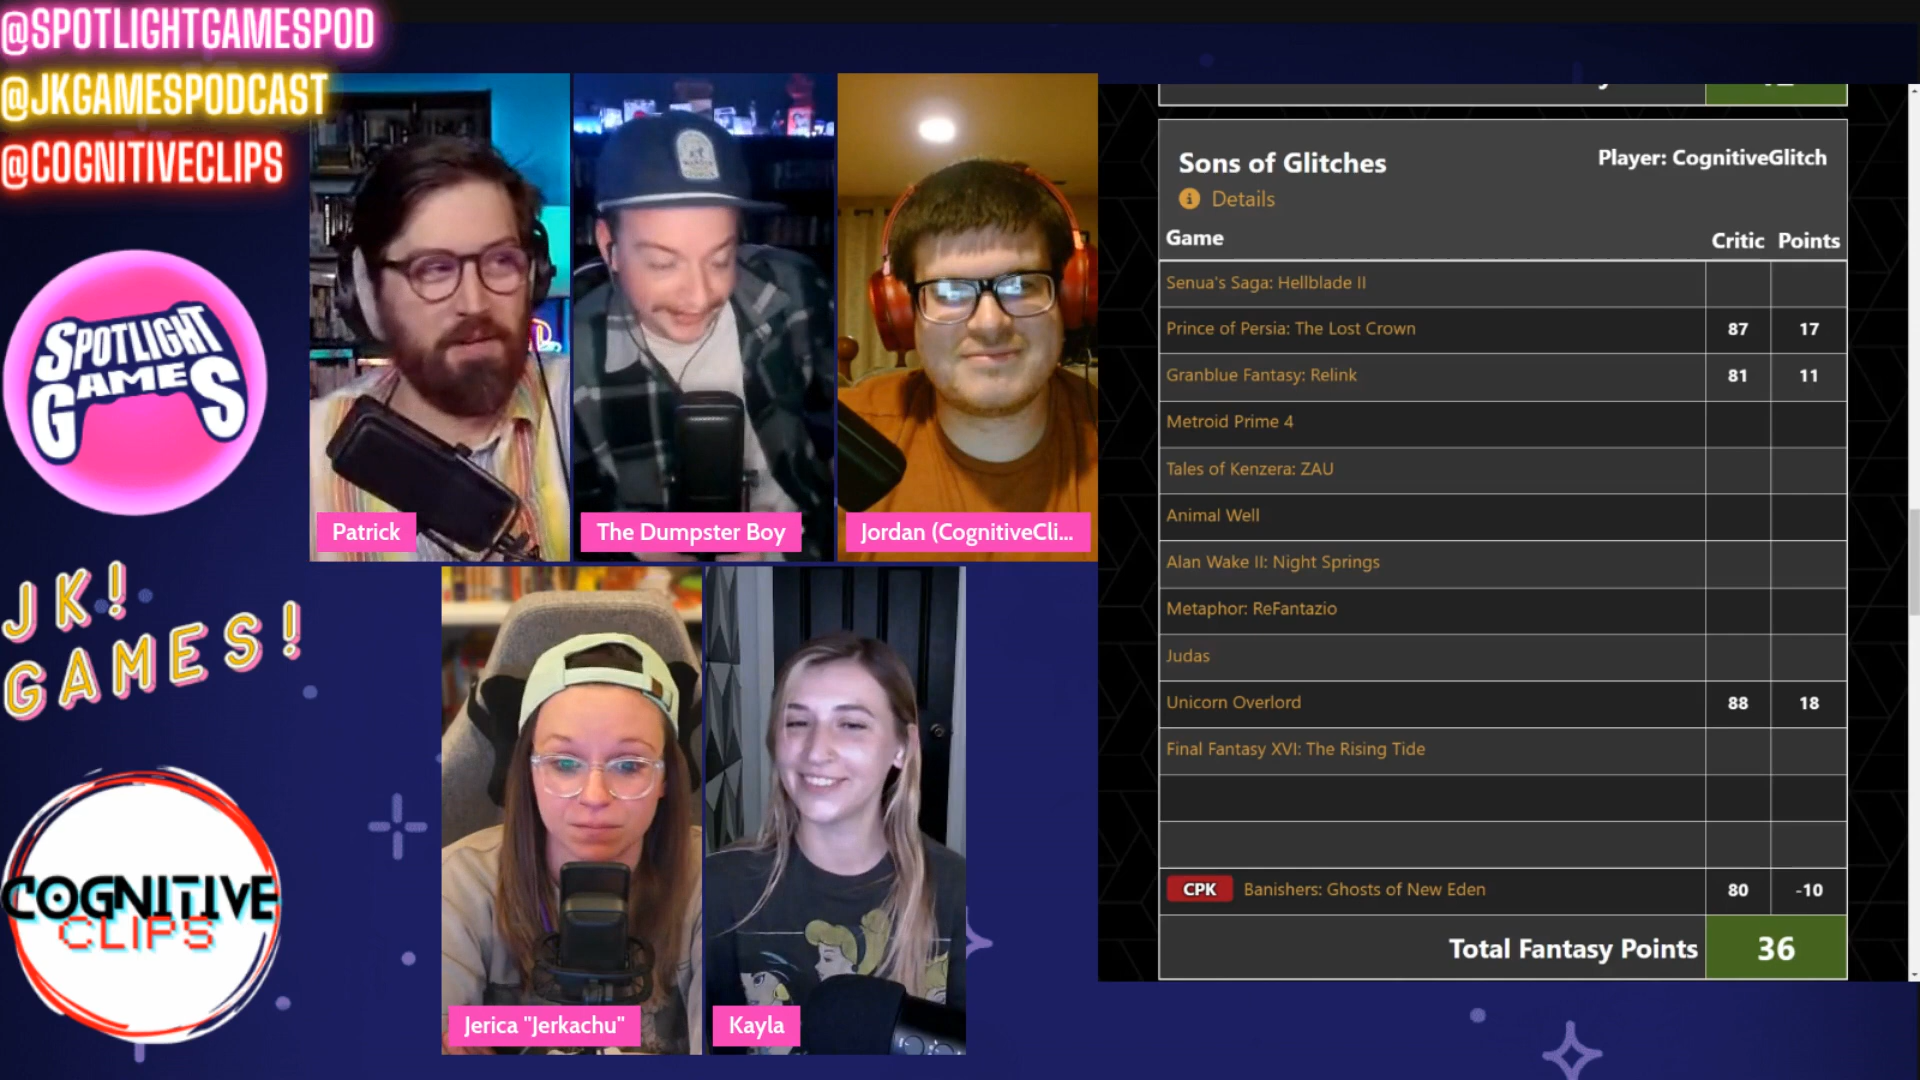 @SPOTLIGHTGAMESPOD
@JKGAMESPODCAST
@COGNITIVECLIPS
SPOTLIGHT
GAMES
JK!
GAMES!
COGNITIVE
CLIPS
Patrick
The Dumpster Boy
Jordan (CognitiveCli...
Jerica "Jerkachu"
Kayla
Sons of Glitches
Player: CognitiveGlitch
Details
Game Critic Points
Senua's Saga: Hellblade II
Prince of Persia: The Lost Crown 87 17
Granblue Fantasy: Relink 81 11
Metroid Prime 4
Tales of Kenzera: ZAU
Animal Well
Alan Wake II: Night Springs
Metaphor: ReFantazio
Judas
Unicorn Overlord 88 18
Final Fantasy XVI: The Rising Tide
CPK Banishers: Ghosts of New Eden 80 -10
Total Fantasy Points 36